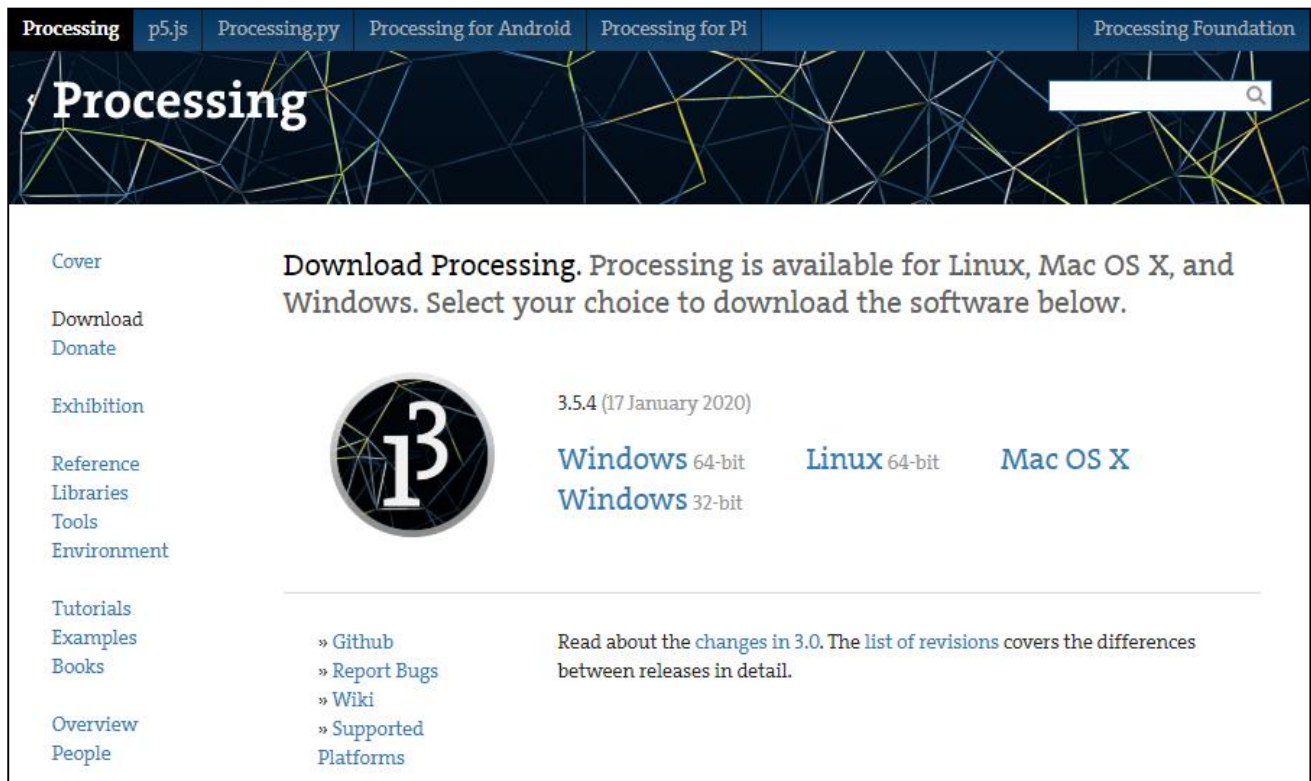 Processing p5.js Processing.py Processing for Android Processing for Pi Processing Foundation
Processing
Cover
Download
Donate
Exhibition
Reference
Libraries
Tools
Environment
Tutorials
Examples
Books
Overview
People
Download Processing. Processing is available for Linux, Mac OS X, and
Windows. Select your choice to download the software below.
3
3.5.4 (17 January 2020)
Windows 64-bit Linux 64-bit Mac OS X
Windows 32-bit
» Github
» Report Bugs
» Wiki
» Supported
Platforms
Read about the changes in 3.0. The list of revisions covers the differences
between releases in detail.